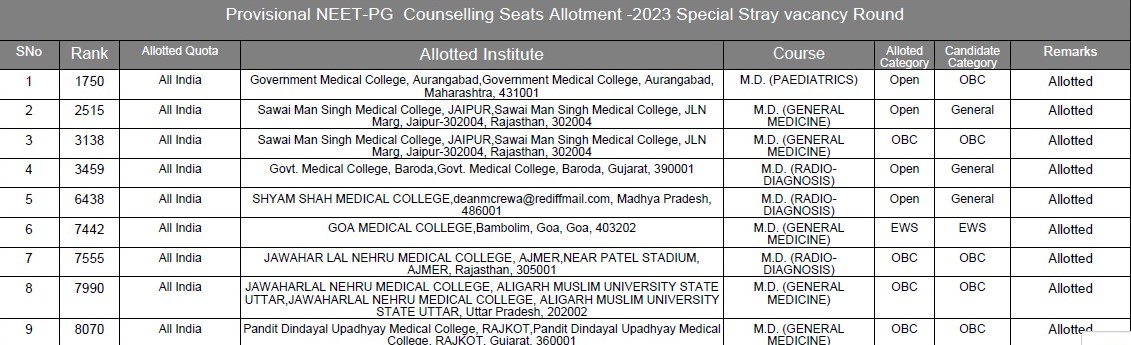 Provisional NEET-PG Counselling Seats Allotment -2023 Special Stray vacancy Round
SNo Rank Allotted Quota Allotted Institute Course Alloted Category Candidate Category Remarks
1 1750 All India Government Medical College, Aurangabad,Government Medical College, Aurangabad, Maharashtra, 431001 M.D. (PAEDIATRICS) Open OBC Allotted
2 2515 All India Sawai Man Singh Medical College, JAIPUR,Sawai Man Singh Medical College, JLN Marg, Jaipur-302004, Rajasthan, 302004 M.D. (GENERAL MEDICINE) Open General Allotted
3 3138 All India Sawai Man Singh Medical College, JAIPUR,Sawai Man Singh Medical College, JLN Marg, Jaipur-302004, Rajasthan, 302004 M.D. (GENERAL MEDICINE) OBC OBC Allotted
4 3459 All India Govt. Medical College, Baroda,Govt. Medical College, Baroda, Gujarat, 390001 M.D. (RADIO-DIAGNOSIS) Open General Allotted
5 6438 All India SHYAM SHAH MEDICAL COLLEGE,deanmcrewa@rediffmail.com, Madhya Pradesh, 486001 M.D. (RADIO-DIAGNOSIS) Open General Allotted
6 7442 All India GOA MEDICAL COLLEGE,Bambolim, Goa, Goa, 403202 M.D. (GENERAL MEDICINE) EWS EWS Allotted
7 7555 All India JAWAHAR LAL NEHRU MEDICAL COLLEGE, AJMER,NEAR PATEL STADIUM, AJMER, Rajasthan, 305001 M.D. (RADIO-DIAGNOSIS) OBC OBC Allotted
8 7990 All India JAWAHARLAL NEHRU MEDICAL COLLEGE, ALIGARH MUSLIM UNIVERSITY STATE UTTAR,JAWAHARLAL NEHRU MEDICAL COLLEGE, ALIGARH MUSLIM UNIVERSITY STATE UTTAR, Uttar Pradesh, 202002 M.D. (GENERAL MEDICINE) OBC OBC Allotted
9 8070 All India Pandit Dindayal Upadhyay Medical College, RAJKOT,Pandit Dindayal Upadhyay Medical College, RAJKOT, Gujarat, 360001 M.D. (GENERAL MEDICINE) OBC OBC Allotted